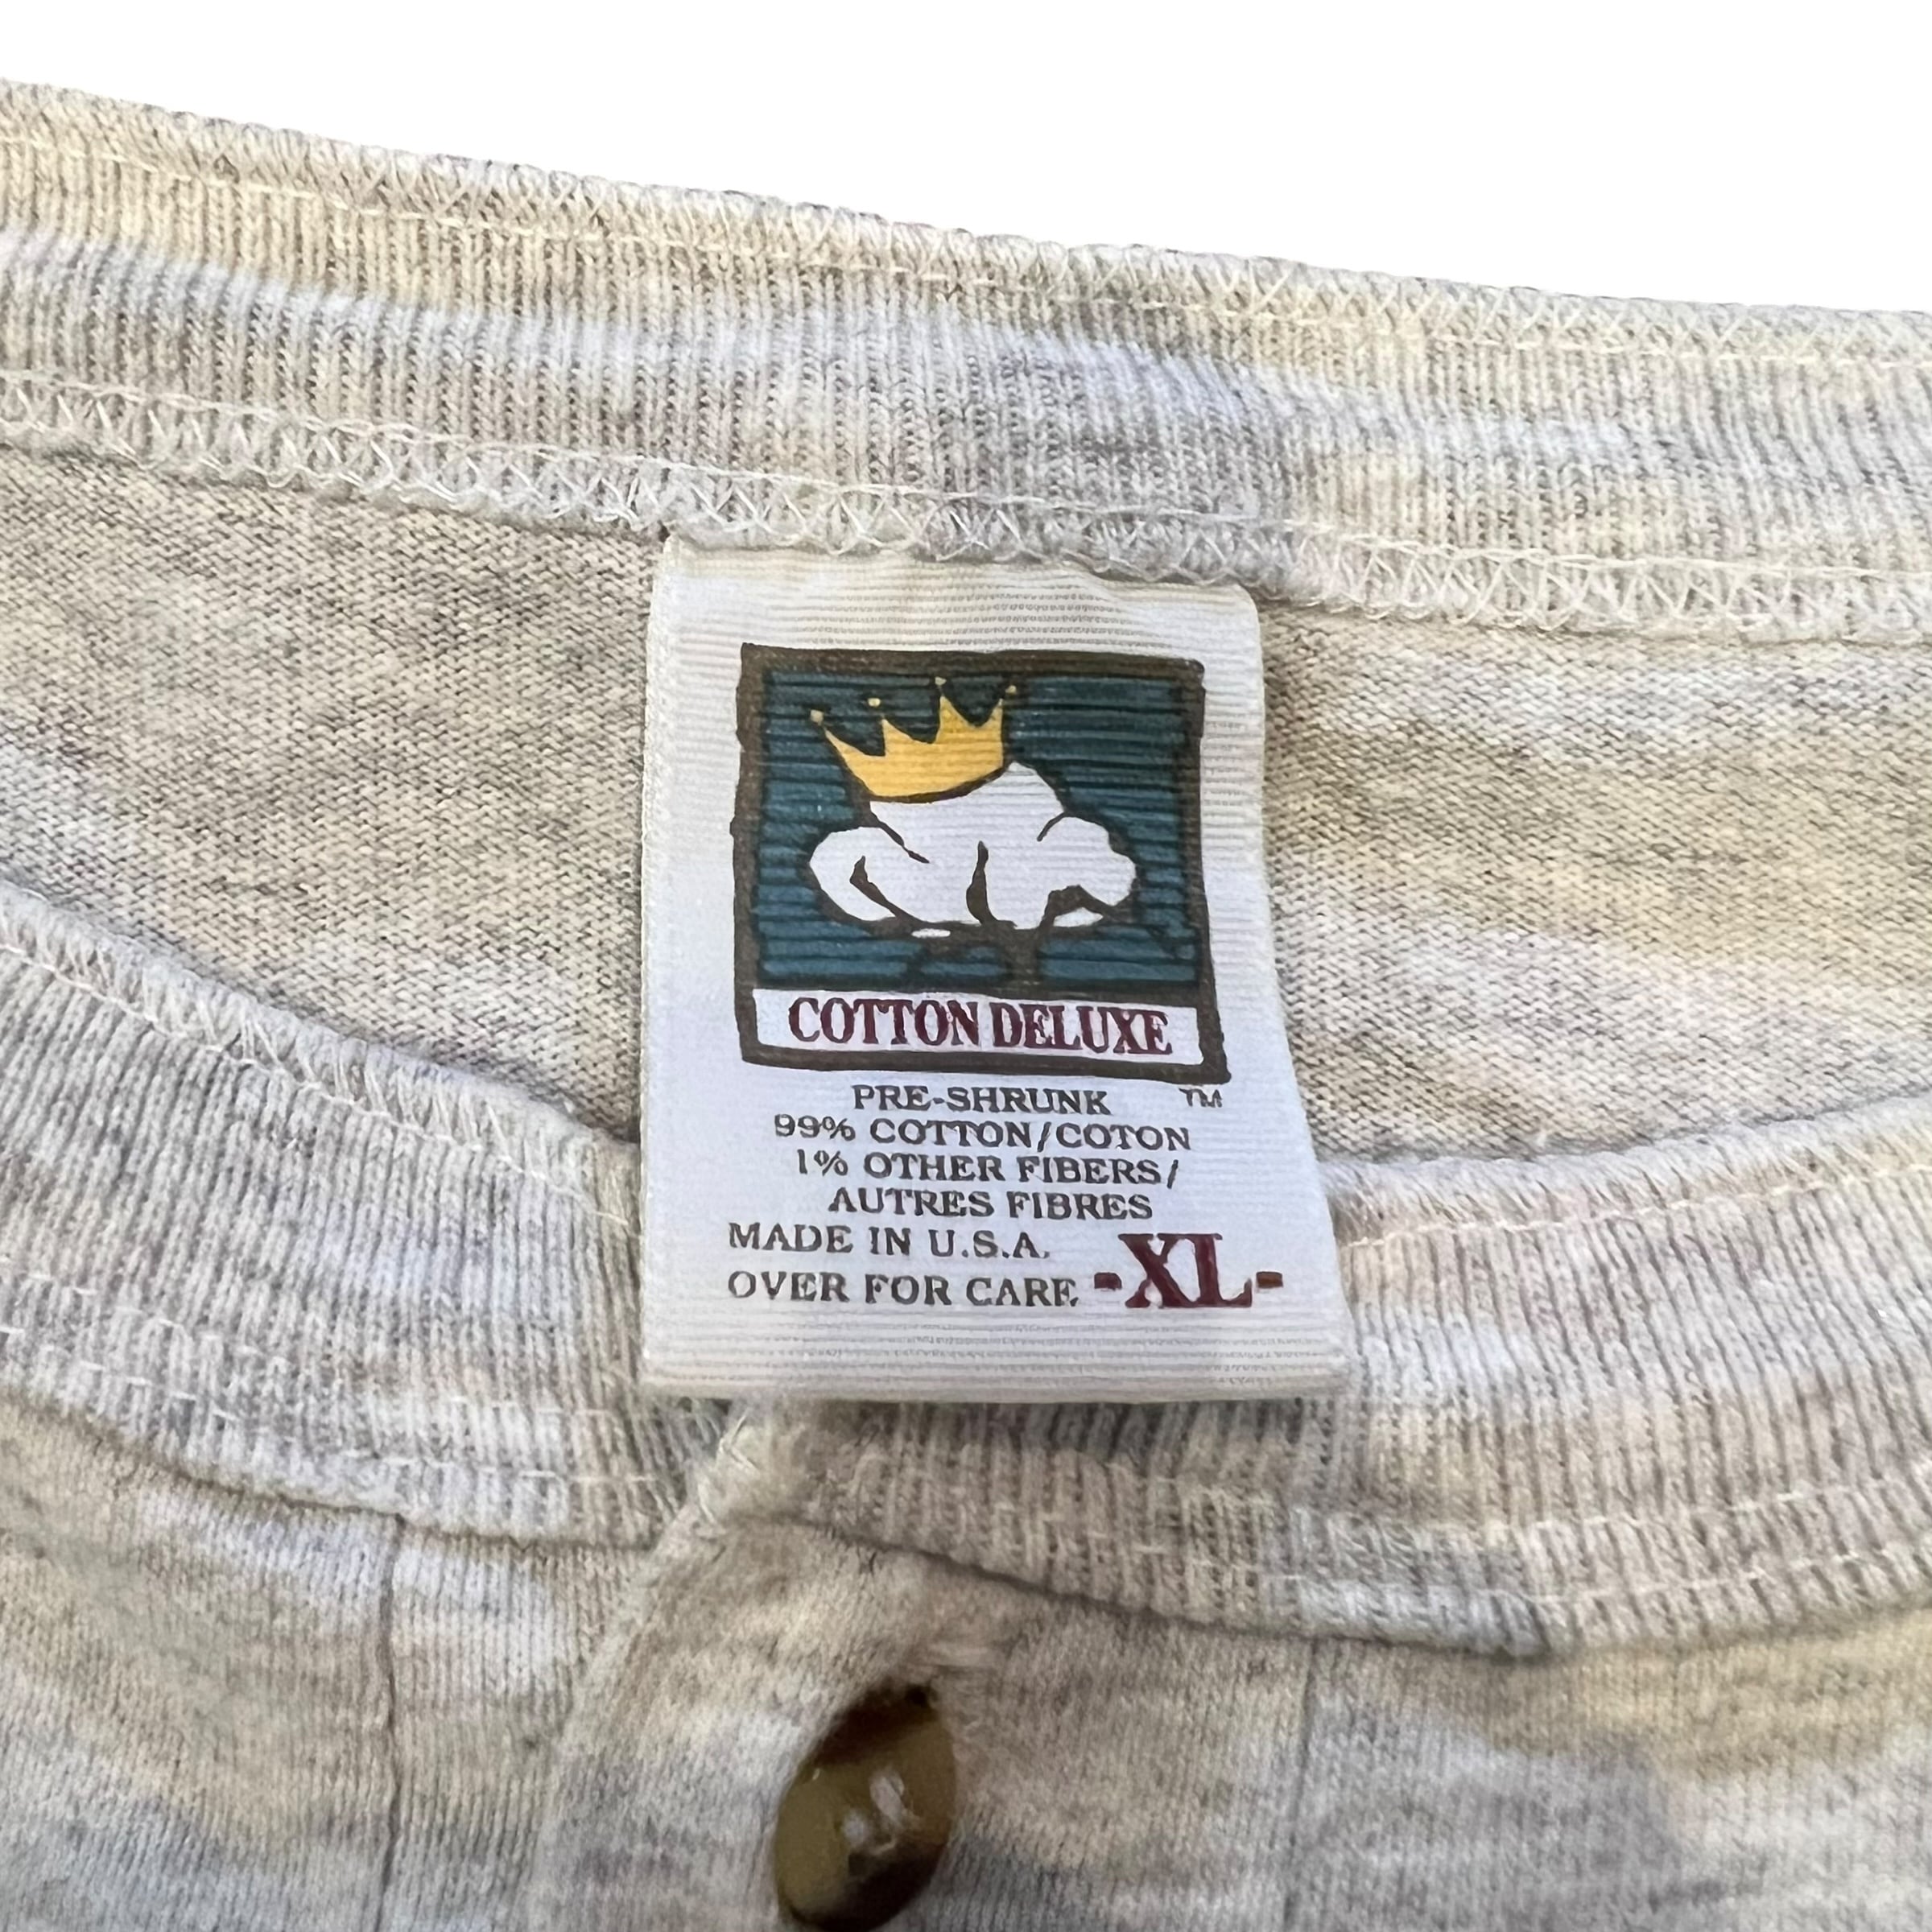 COTTON DELUXE
PRE-SHRUNK TM
99% COTTON/COTON
1% OTHER FIBERS/
AUTRES FIBRES
MADE IN U.S.A.
OVER FOR CARE -XL-